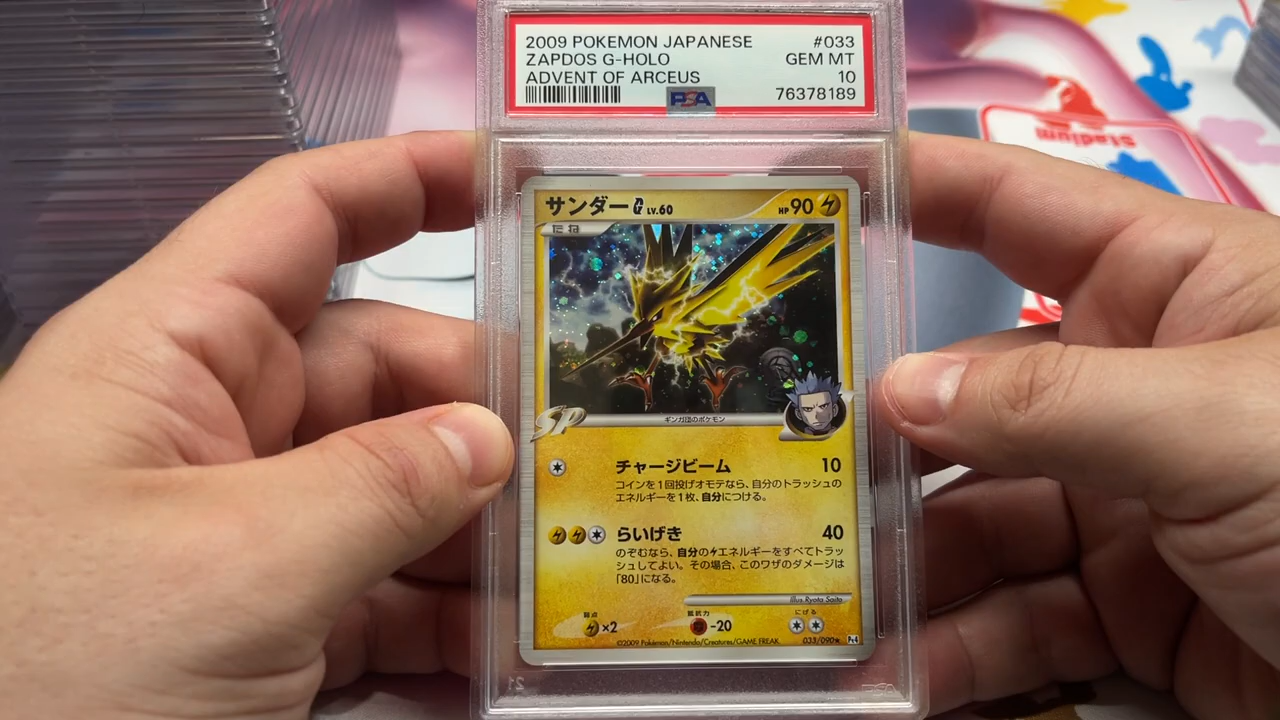 2009 POKEMON JAPANESE #033
ZAPDOS G-HOLO GEM MT
ADVENT OF ARCEUS 10
PSA 76378189
Stadium
サンダーG LV.60 HP90
たね
ギンガ団のポケモン
SP
チャージビーム 10
コインを1回投げオモテなら、自分のトラッシュの
エネルギーを1枚、自分につける。
らいげき 40
のぞむなら、自分のエネルギーをすべてトラッ
シュしてよい。その場合、このワザのダメージは
「80」になる。
Illus. Ryota Saito
弱点 抵抗力 にげる
×2 -20
©2009 Pokémon/Nintendo/Creatures/GAME FREAK. 033/090★ Pt4
21